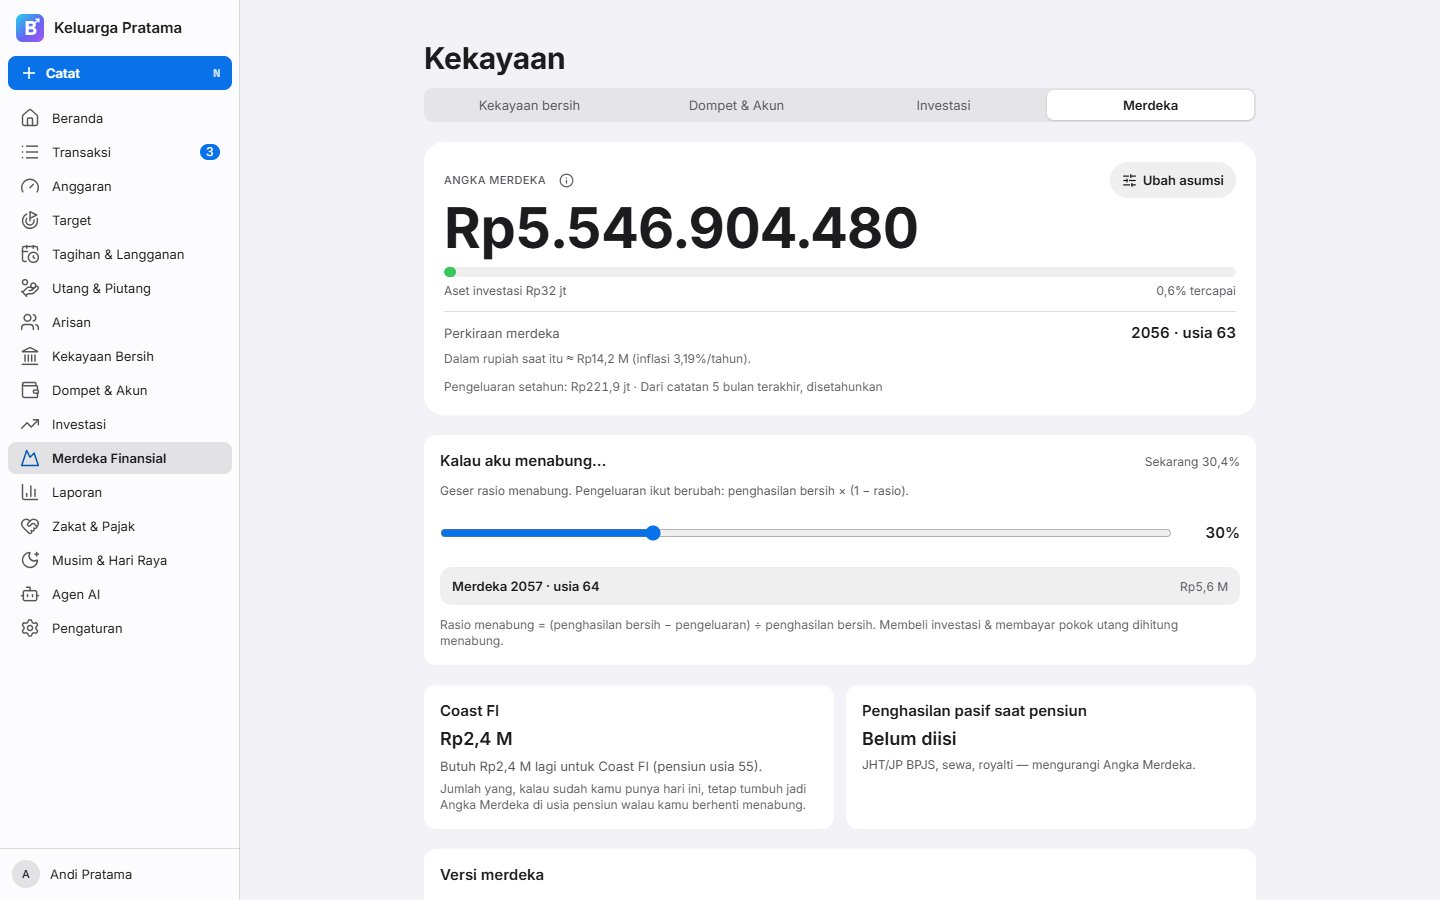 Keluarga Pratama
Catat N
Beranda
Transaksi 3
Anggaran
Target
Tagihan & Langganan
Utang & Piutang
Arisan
Kekayaan Bersih
Dompet & Akun
Investasi
Merdeka Finansial
Laporan
Zakat & Pajak
Musim & Hari Raya
Agen AI
Pengaturan
A Andi Pratama
Kekayaan
Kekayaan bersih Dompet & Akun Investasi Merdeka
ANGKA MERDEKA Ubah asumsi
Rp5.546.904.480
Aset investasi Rp32 jt 0,6% tercapai
Perkiraan merdeka 2056 · usia 63
Dalam rupiah saat itu ≈ Rp14,2 M (inflasi 3,19%/tahun).
Pengeluaran setahun: Rp221,9 jt · Dari catatan 5 bulan terakhir, disetahunkan
Kalau aku menabung... Sekarang 30,4%
Geser rasio menabung. Pengeluaran ikut berubah: penghasilan bersih × (1 − rasio).
30%
Merdeka 2057 · usia 64 Rp5,6 M
Rasio menabung = (penghasilan bersih − pengeluaran) ÷ penghasilan bersih. Membeli investasi & membayar pokok utang dihitung
menabung.
Coast FI
Rp2,4 M
Butuh Rp2,4 M lagi untuk Coast FI (pensiun usia 55).
Jumlah yang, kalau sudah kamu punya hari ini, tetap tumbuh jadi
Angka Merdeka di usia pensiun walau kamu berhenti menabung.
Penghasilan pasif saat pensiun
Belum diisi
JHT/JP BPJS, sewa, royalti — mengurangi Angka Merdeka.
Versi merdeka